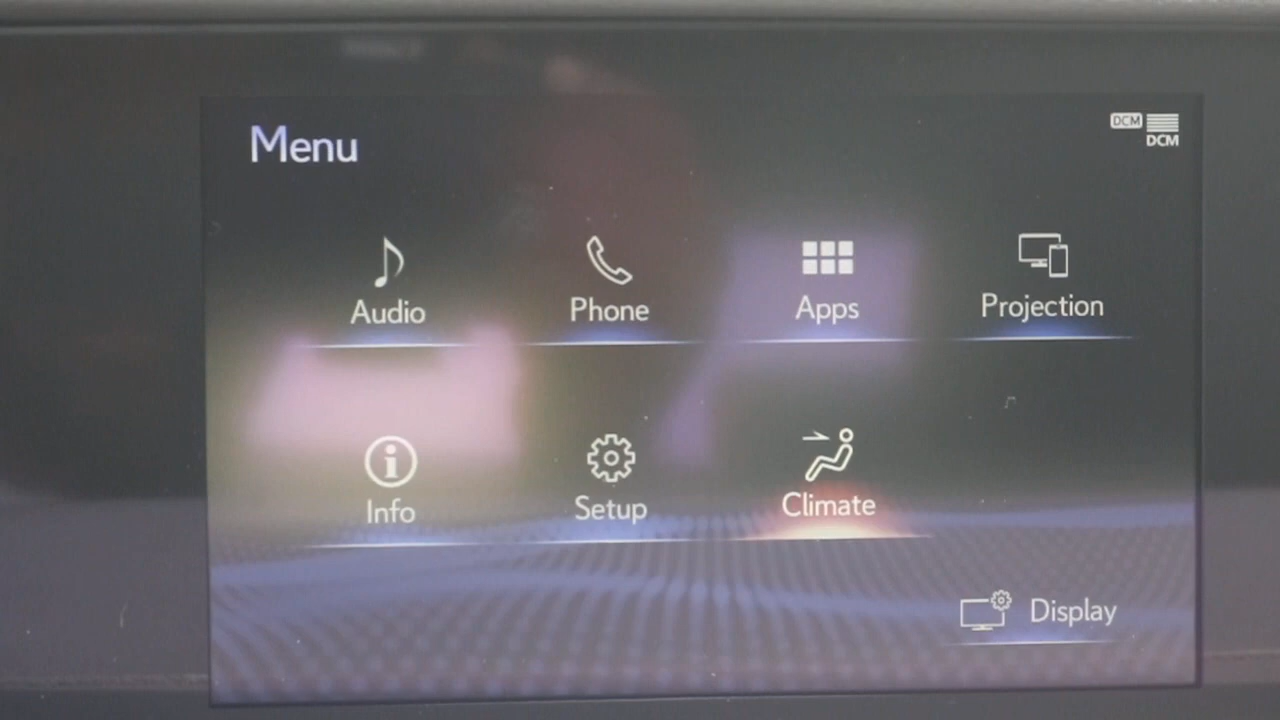 Menu
DCM
DCM
Audio
Phone
Apps
Projection
Info
Setup
Climate
Display